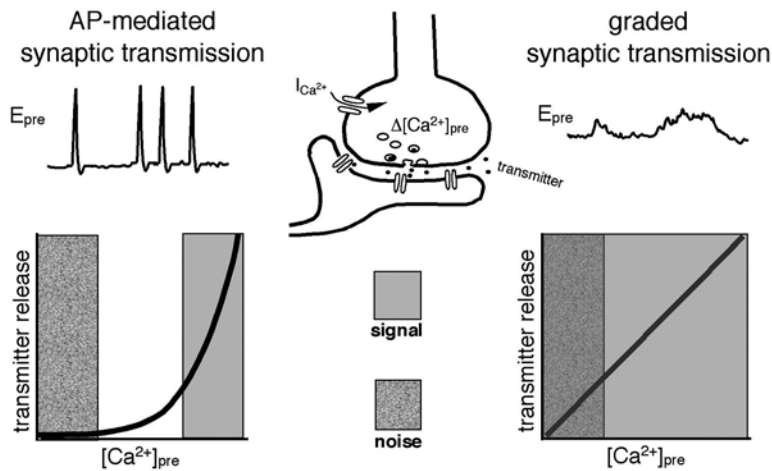 AP-mediated
synaptic transmission
E_pre
I_Ca²⁺
Δ[Ca²⁺]_pre
transmitter
graded
synaptic transmission
E_pre
transmitter release
[Ca²⁺]_pre
signal
noise
transmitter release
[Ca²⁺]_pre